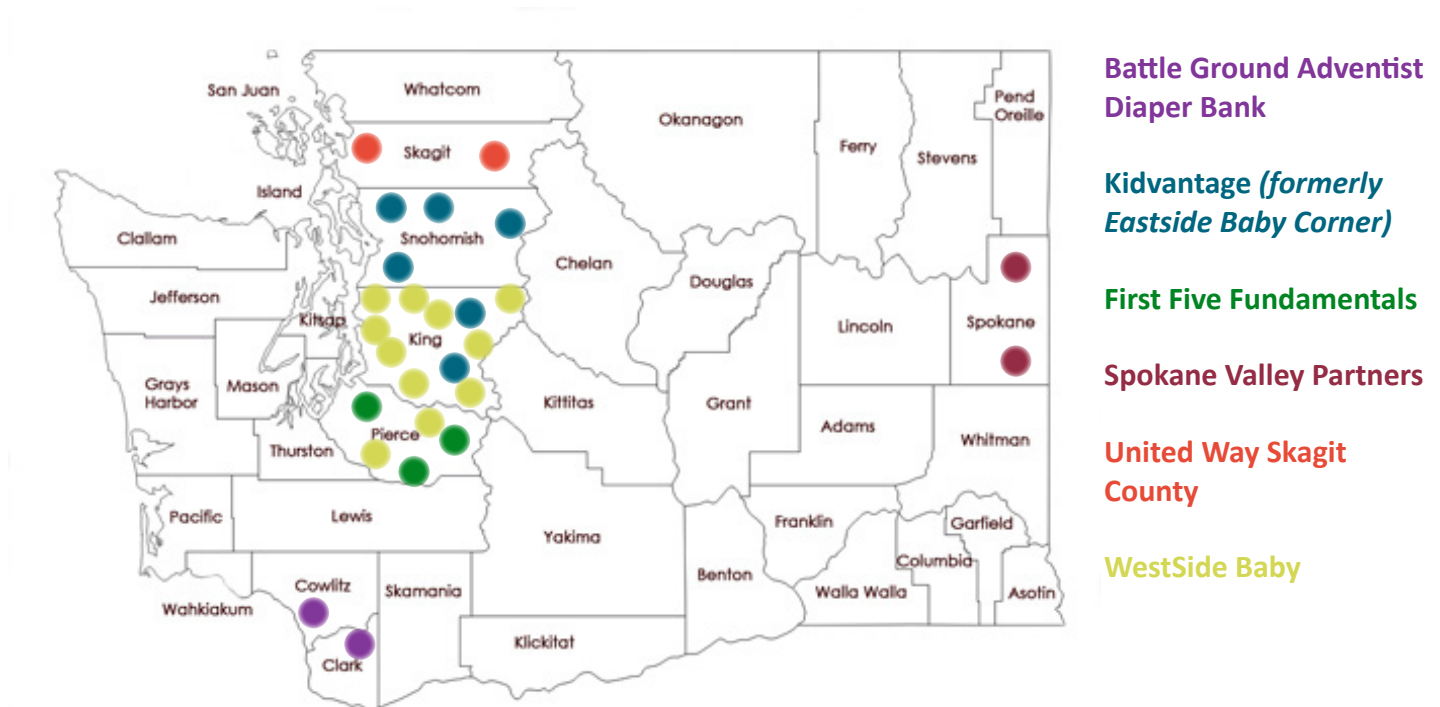 San Juan
Whatcom
Okanagon
Ferry
Stevens
Pend
Oreille
Skagit
Island
Clallam
Snohomish
Chelan
Douglas
Jefferson
Kitsap
King
Lincoln
Spokane
Grays
Harbor
Mason
Kittitas
Grant
Adams
Whitman
Thurston
Pierce
Pacific
Lewis
Yakima
Franklin
Garfield
Columbia
Benton
Walla Walla
Asotin
Wahkiakum
Cowlitz
Skamania
Klickitat
Clark
Battle Ground Adventist
Diaper Bank
Kidvantage (formerly
Eastside Baby Corner)
First Five Fundamentals
Spokane Valley Partners
United Way Skagit
County
WestSide Baby